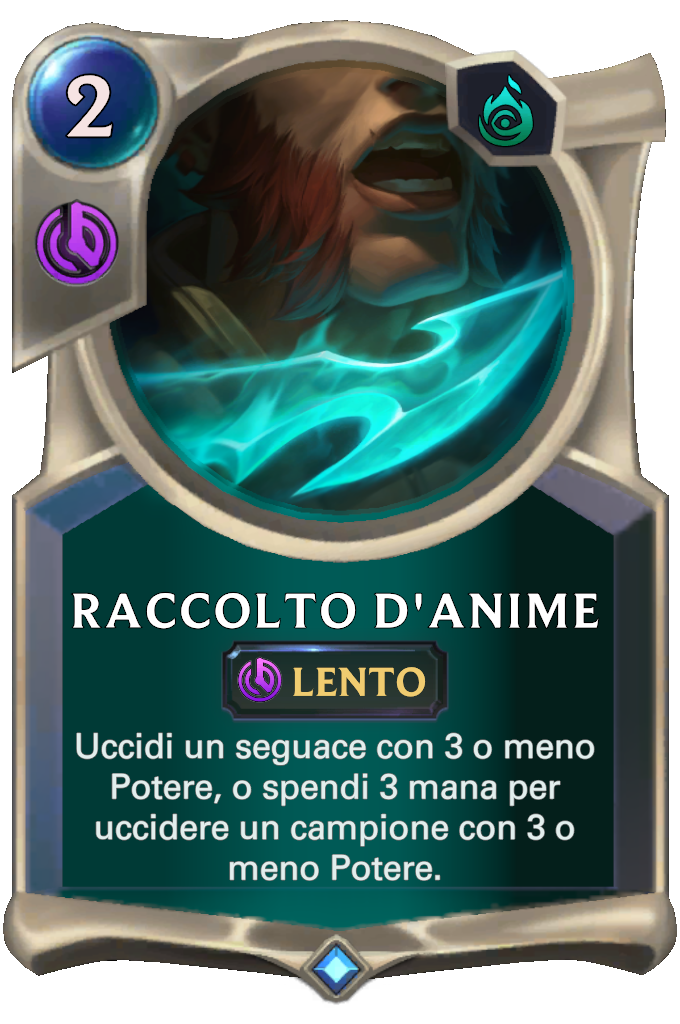 2
RACCOLTO D'ANIME
LENTO
Uccidi un seguace con 3 o meno
Potere, o spendi 3 mana per
uccidere un campione con 3 o
meno Potere.